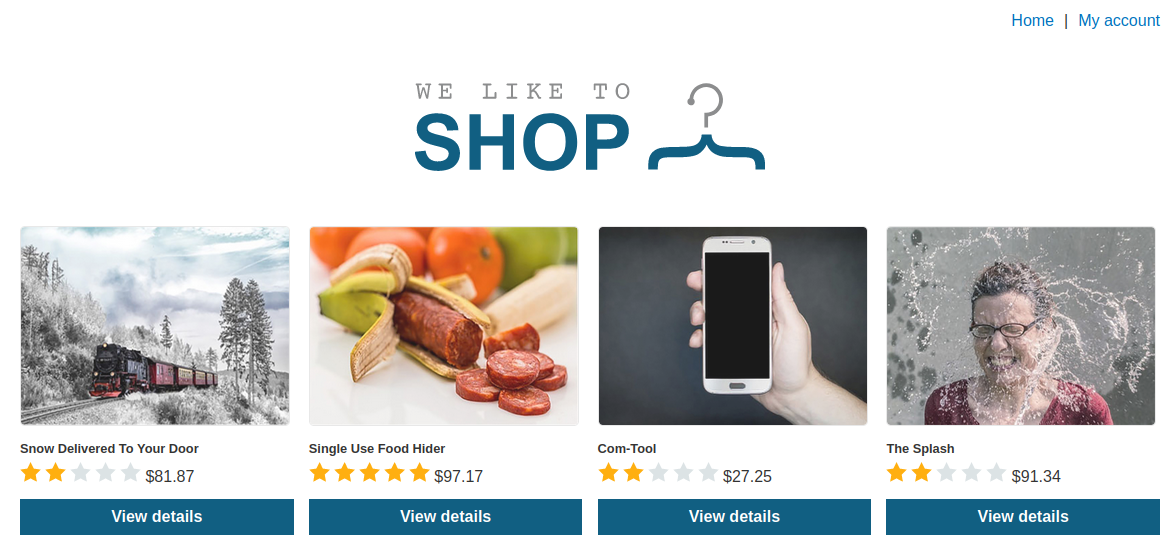 Home | My account
WE LIKE TO
SHOP
Snow Delivered To Your Door
$81.87
View details
Single Use Food Hider
$97.17
View details
Com-Tool
$27.25
View details
The Splash
$91.34
View details